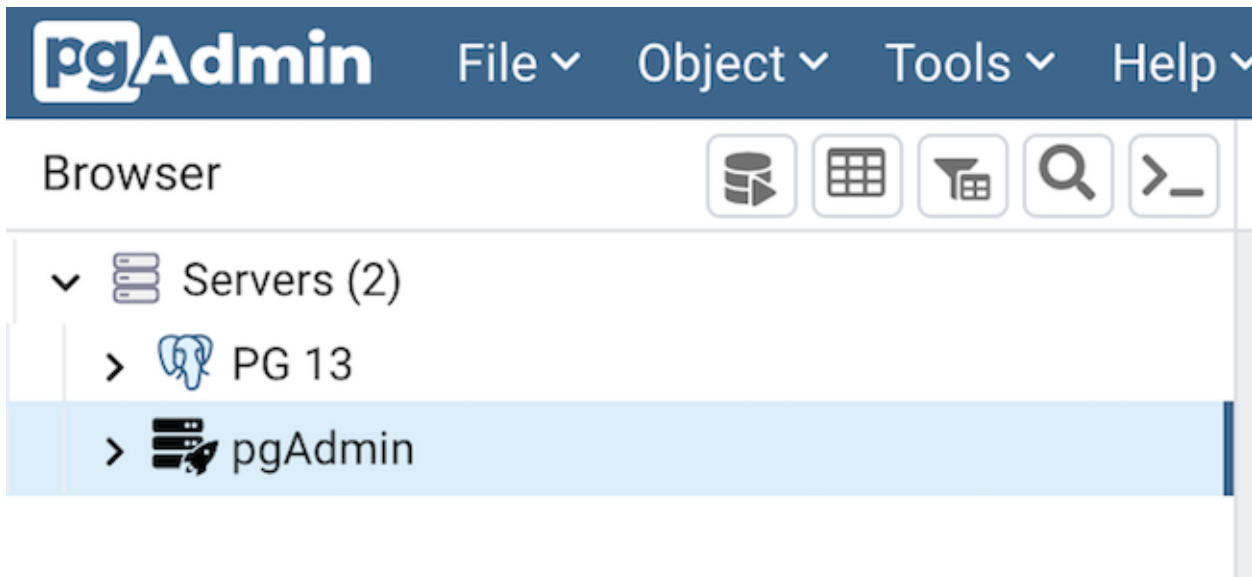 pgAdmin File Object Tools Help
Browser
Servers (2)
PG 13
pgAdmin